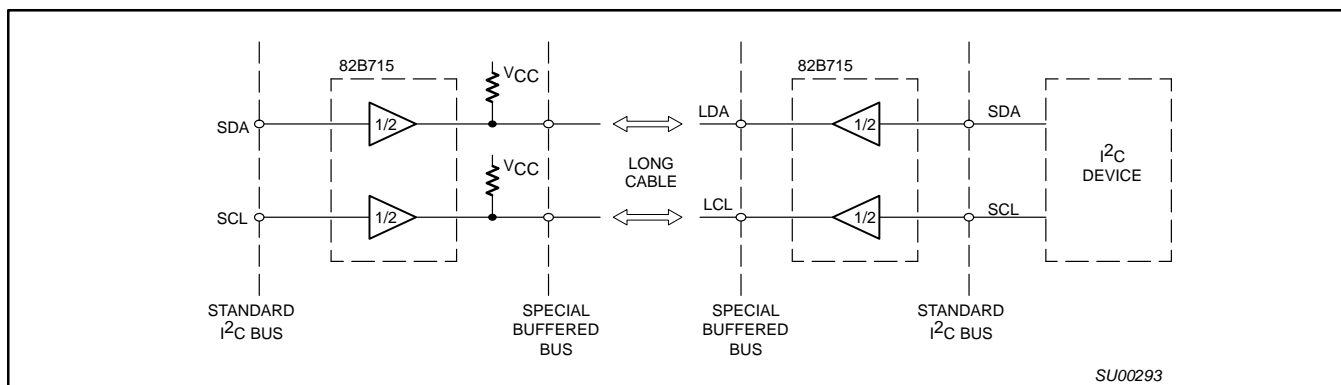 82B715
VCC
82B715
SDA
1/2
LDA
1/2
SDA
I2C
DEVICE
VCC
LONG
CABLE
SCL
1/2
LCL
1/2
SCL
STANDARD
I2C BUS
SPECIAL
BUFFERED
BUS
SPECIAL
BUFFERED
BUS
STANDARD
I2C BUS
SU00293